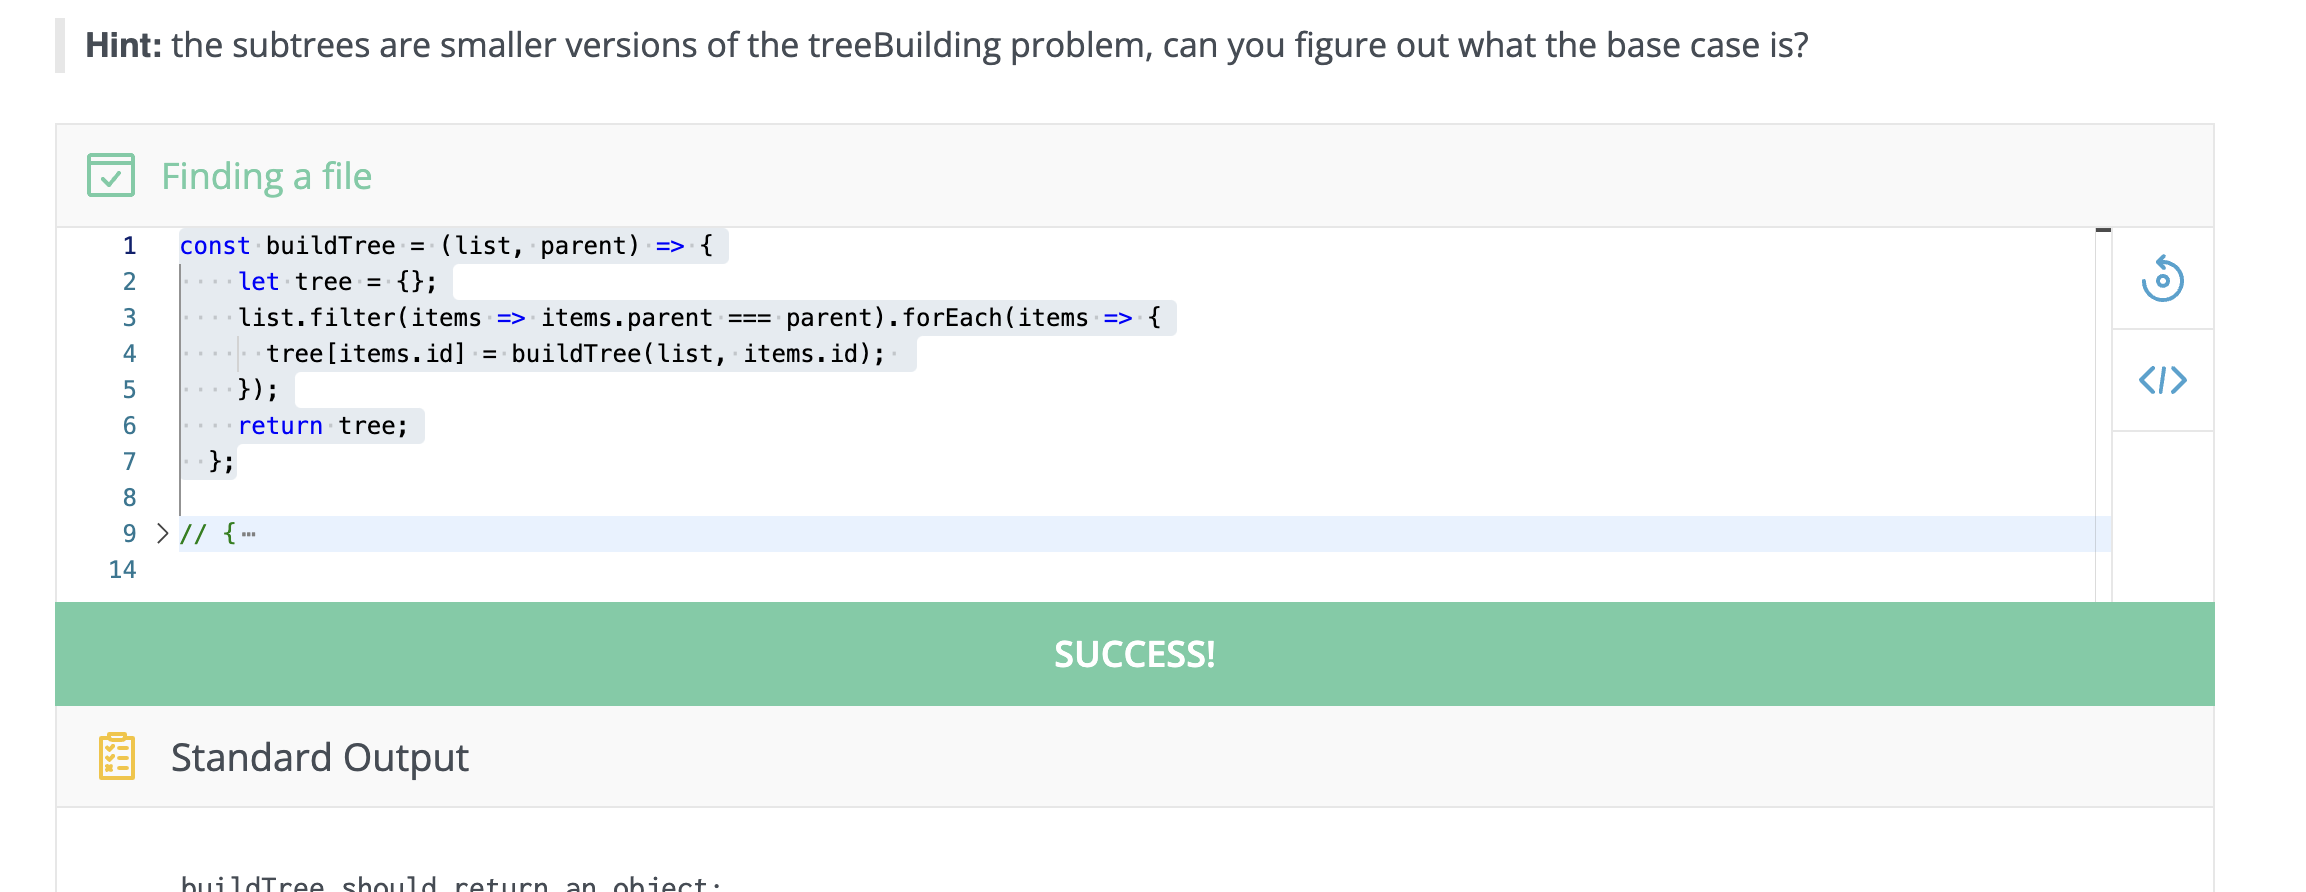 Hint: the subtrees are smaller versions of the treeBuilding problem, can you figure out what the base case is?
Finding a file
1 const buildTree = (list, parent) => {
2     let tree = {};
3     list.filter(items => items.parent === parent).forEach(items => {
4       tree[items.id] = buildTree(list, items.id);
5     });
6     return tree;
7   };
8
9 // {⋯
14
SUCCESS!
Standard Output
buildTree should return an object: